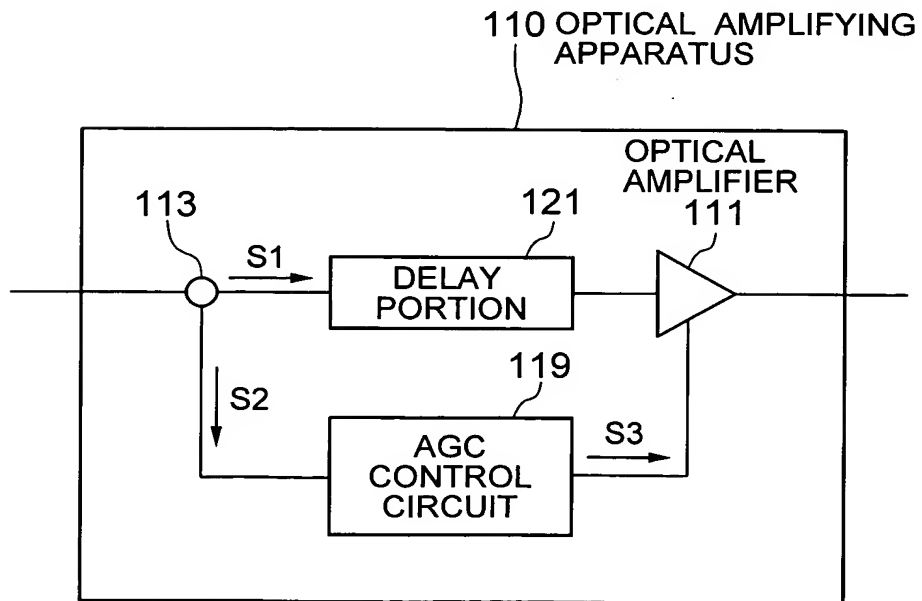 110 OPTICAL AMPLIFYING
APPARATUS
OPTICAL
AMPLIFIER
113
121
111
S1
DELAY
PORTION
S2
119
AGC
CONTROL
CIRCUIT
S3